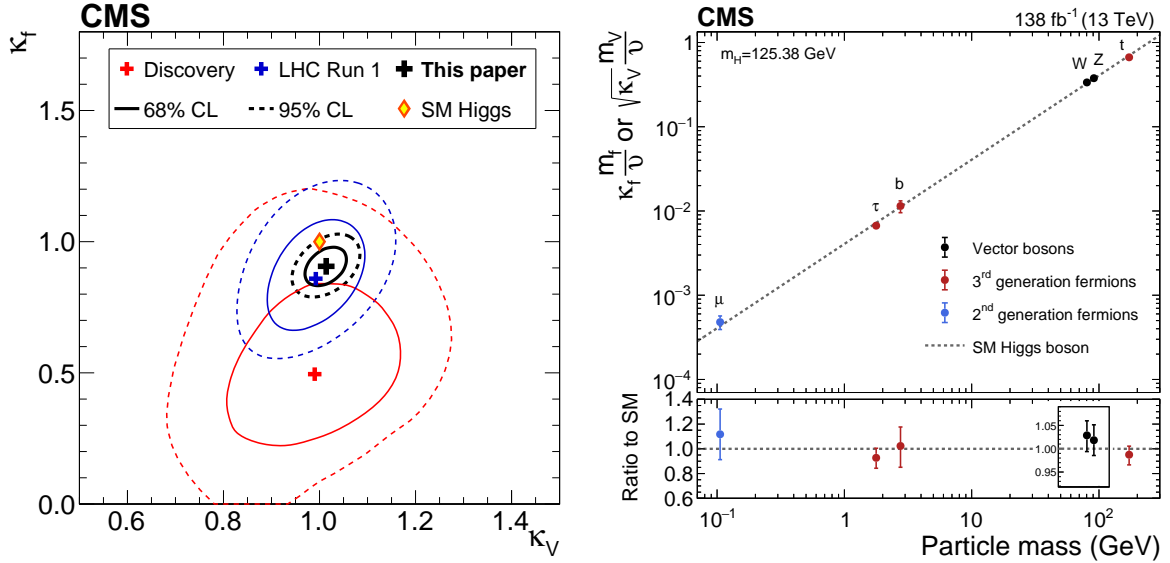 CMS
κf
Discovery LHC Run 1 This paper
68% CL 95% CL SM Higgs
1.5
1.0
0.5
0.0
0.6 0.8 1.0 1.2 1.4
κV
CMS 138 fb⁻¹ (13 TeV)
mH=125.38 GeV
κf mf/υ or √κV mV/υ
1
10⁻¹
10⁻²
10⁻³
10⁻⁴
W Z t
b
τ
μ
Vector bosons
3rd generation fermions
2nd generation fermions
SM Higgs boson
Ratio to SM
1.4
1.2
1.0
0.8
0.6
1.05
1.00
0.95
10⁻¹ 1 10 10²
Particle mass (GeV)